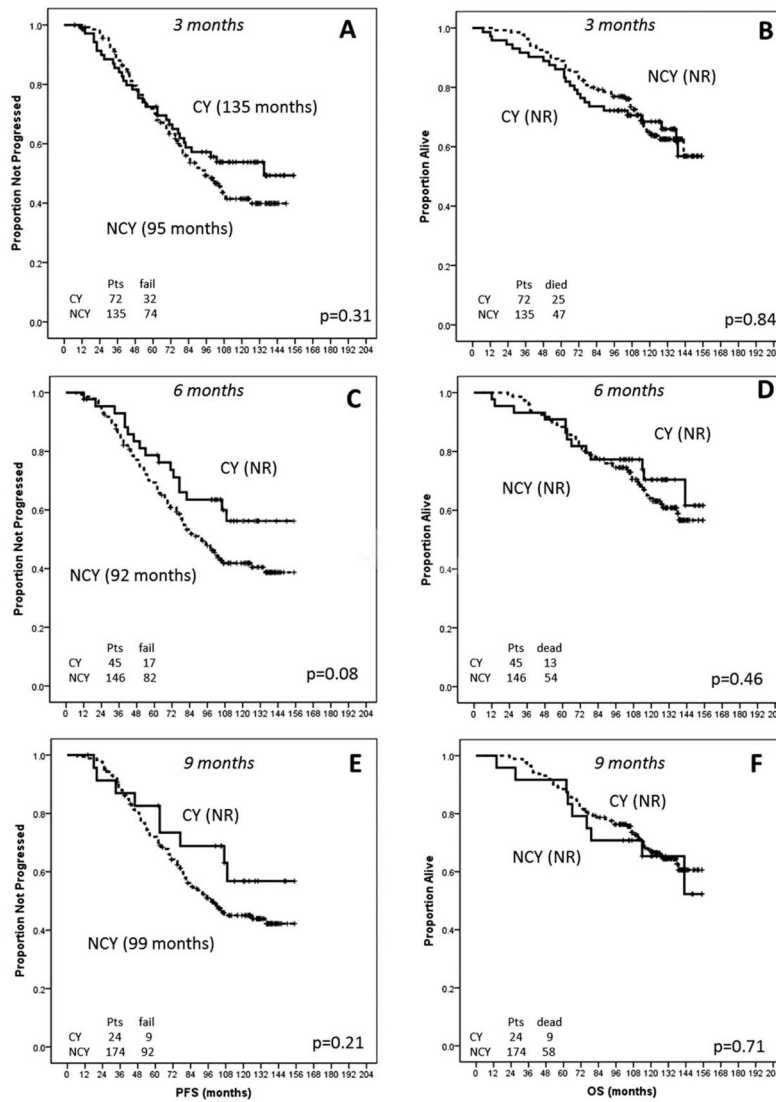 3 months
A
1.0
0.8
0.6
0.4
0.2
0.0
Proportion Not Progressed
CY (135 months)
NCY (95 months)
Pts fail
CY 72 32
NCY 135 74
p=0.31
0 12 24 36 48 60 72 84 96 108 120 132 144 156 168 180 192 204
3 months
B
1.0
0.8
0.6
0.4
0.2
0.0
Proportion Alive
NCY (NR)
CY (NR)
Pts died
CY 72 25
NCY 135 47
p=0.84
0 12 24 36 48 60 72 84 96 108 120 132 144 156 168 180 192
6 months
C
1.0
0.8
0.6
0.4
0.2
0.0
Proportion Not Progressed
CY (NR)
NCY (92 months)
Pts fail
CY 45 17
NCY 146 82
p=0.08
0 12 24 36 48 60 72 84 96 108 120 132 144 156 168 180 192 204
6 months
D
1.0
0.8
0.6
0.4
0.2
0.0
Proportion Alive
CY (NR)
NCY (NR)
Pts dead
CY 45 13
NCY 146 54
p=0.46
0 12 24 36 48 60 72 84 96 108 120 132 144 156 168 180 192
9 months
E
1.0
0.8
0.6
0.4
0.2
0.0
Proportion Not Progressed
CY (NR)
NCY (99 months)
Pts fail
CY 24 9
NCY 174 92
p=0.21
0 12 24 36 48 60 72 84 96 108 120 132 144 156 168 180 192 204
PFS (months)
9 months
F
1.0
0.8
0.6
0.4
0.2
0.0
Proportion Alive
CY (NR)
NCY (NR)
Pts dead
CY 24 9
NCY 174 58
p=0.71
0 12 24 36 48 60 72 84 96 108 120 132 144 156 168 180 192
OS (months)